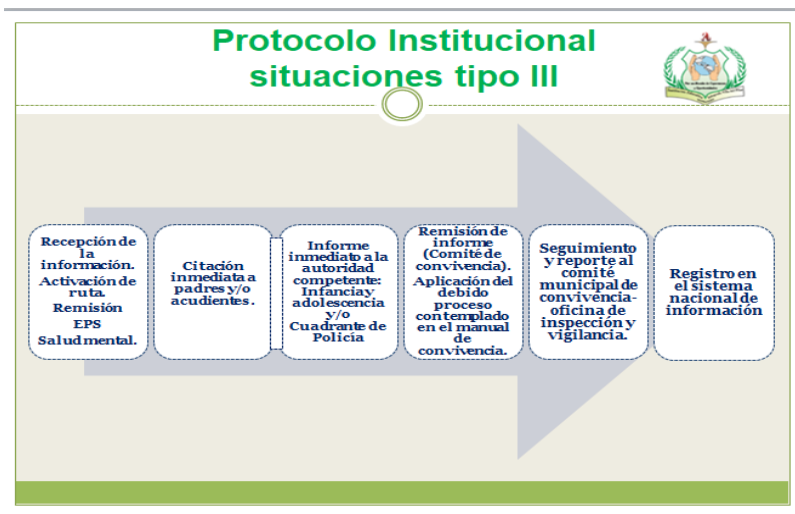 Protocolo Institucional
situaciones tipo III
Recepción de
la
información.
Activación de
ruta.
Remisión
EPS
Salud mental.
Citación
inmediata a
padres y/o
acudientes.
Informe
inmediato a la
autoridad
competente:
Infancia y
adolescencia
y/o
Cuadrante de
Policía
Remisión de
informe
(Comité de
convivencia).
Aplicación del
debido
proceso
contemplado
en el manual
de
convivencia.
Seguimiento
y reporte al
comité
municipal de
convivencia-
oficina de
inspección y
vigilancia.
Registro en
el sistema
nacional de
información